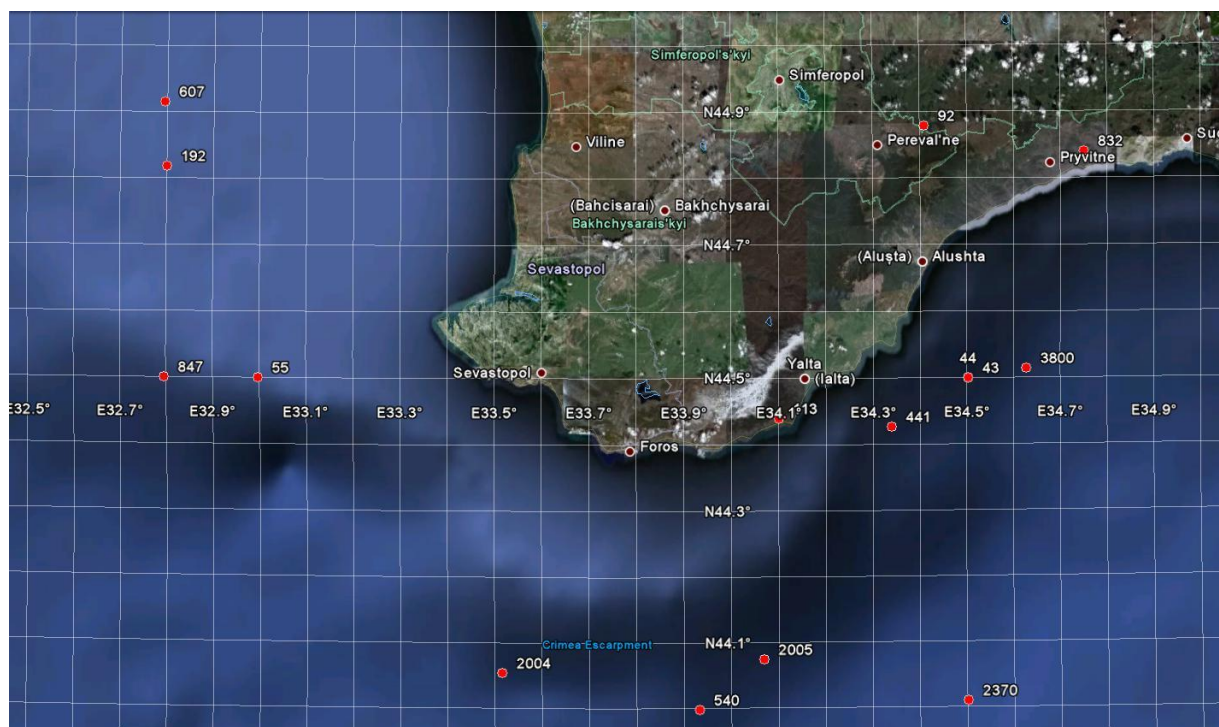 Simferopol's'kyi
Simferopol
607
N44.9°
92
Viline
Pereval'ne
832
192
Pryvitne
(Bahcisarai) Bakhchysarai
Bakhchysarais'kyi
N44.7°
(Aluşta) Alushta
Sevastopol
847
55
Sevastopol
N44.5°
Yalta
(Ialta)
44
43
3800
E32.5° E32.7° E32.9° E33.1° E33.3° E33.5° E33.7° E33.9° E34.1° E34.3° E34.5° E34.7° E34.9°
441
Foros
N44.3°
Crimea Escarpment
N44.1°
2004
2005
540
2370